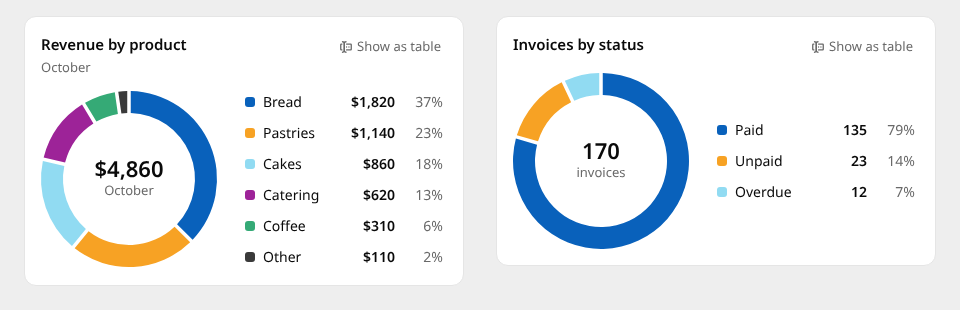 Revenue by product
Show as table
October
$4,860
October
Bread $1,820 37%
Pastries $1,140 23%
Cakes $860 18%
Catering $620 13%
Coffee $310 6%
Other $110 2%
Invoices by status
Show as table
170
invoices
Paid 135 79%
Unpaid 23 14%
Overdue 12 7%